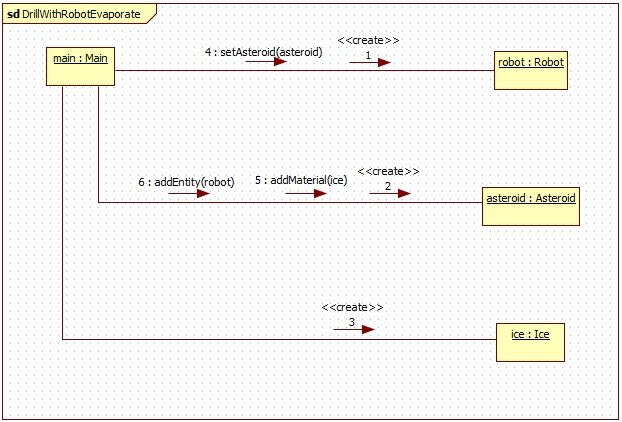 sd DrillWithRobotEvaporate
main : Main
4 : setAsteroid(asteroid)
<<create>>
1
robot : Robot
6 : addEntity(robot)
5 : addMaterial(ice)
<<create>>
2
asteroid : Asteroid
<<create>>
3
ice : Ice